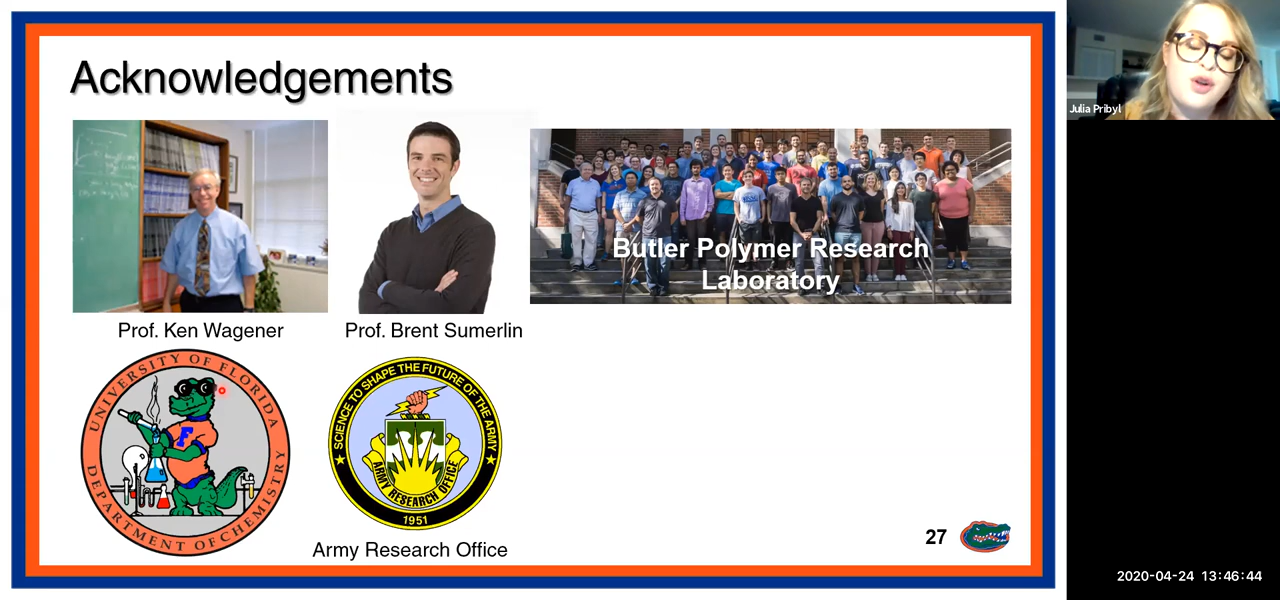 Acknowledgements
Butler Polymer Research
Laboratory
Prof. Ken Wagener
Prof. Brent Sumerlin
UNIVERSITY OF FLORIDA
DEPARTMENT OF CHEMISTRY
F
SCIENCE TO SHAPE THE FUTURE OF THE ARMY
ARMY RESEARCH OFFICE
1951
Army Research Office
27
Julia Pribyl
2020-04-24 13:46:44